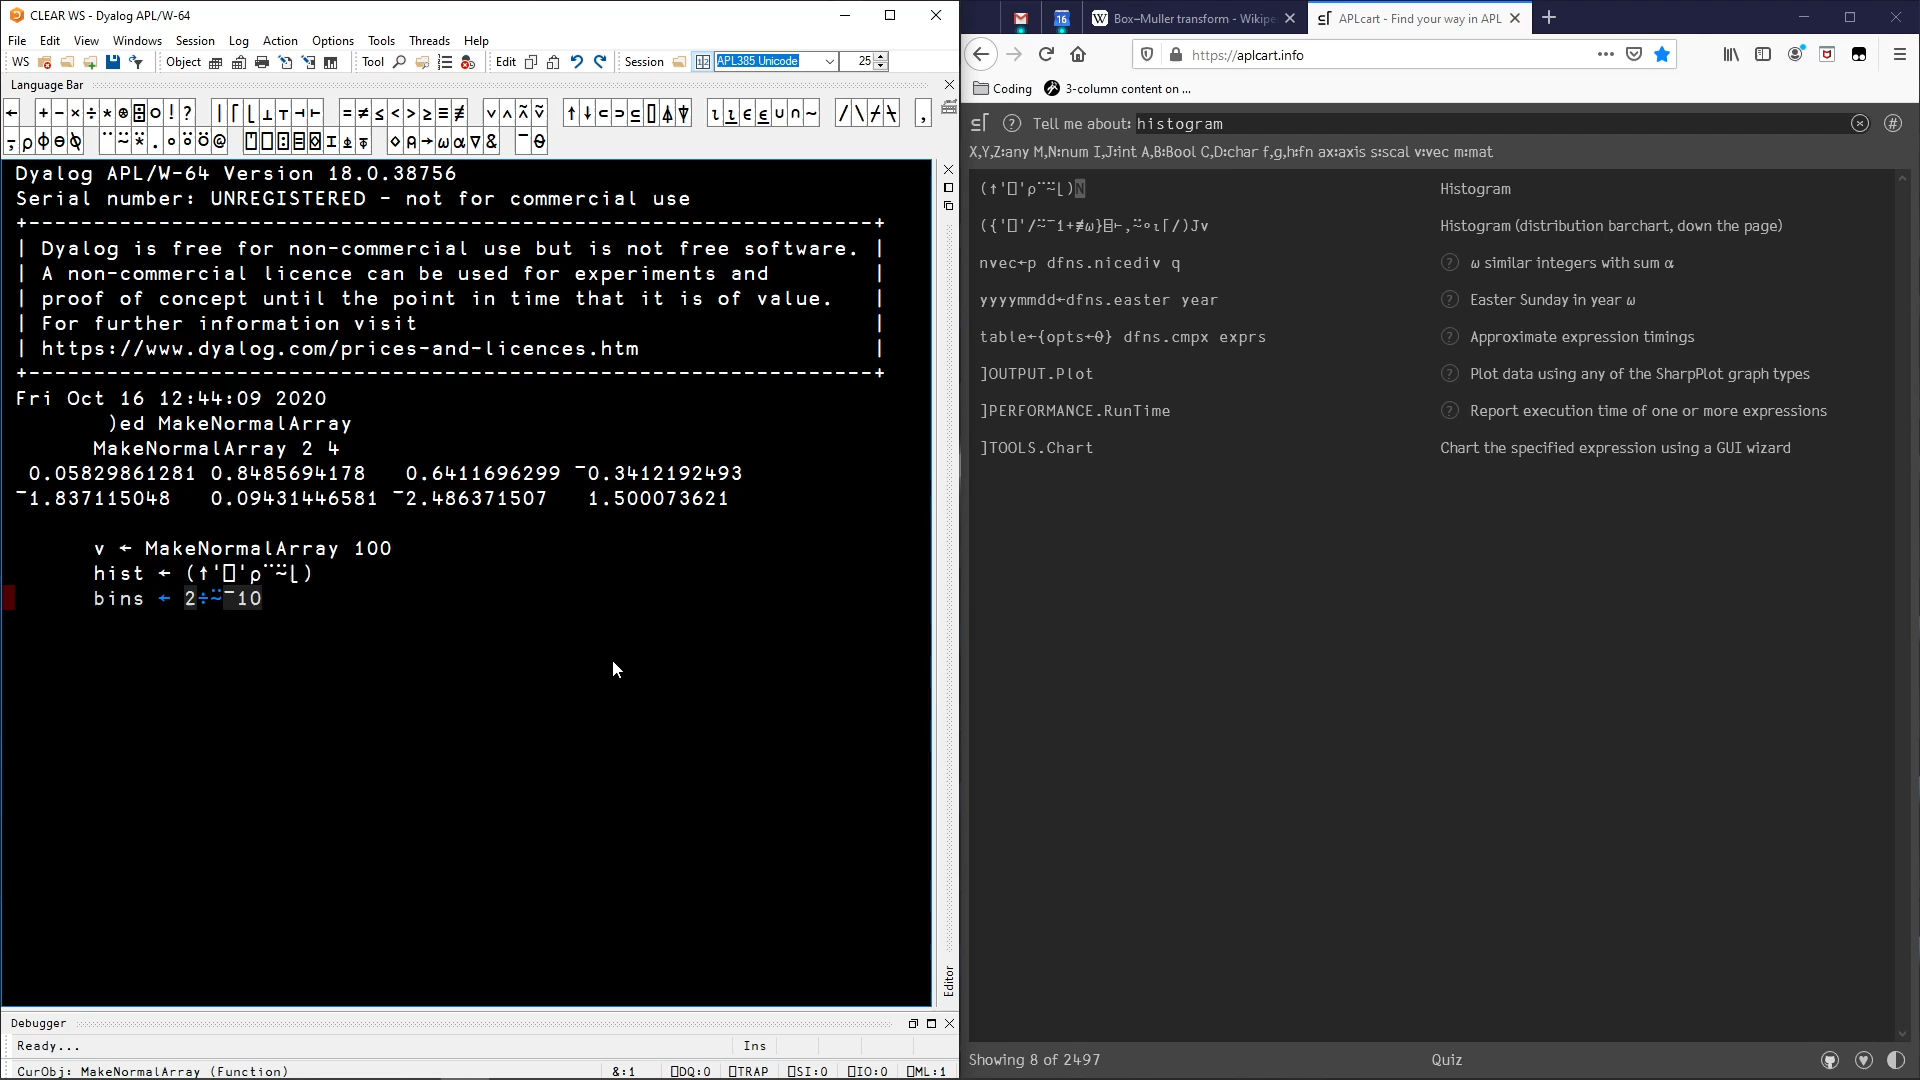 CLEAR WS - Dyalog APL/W-64
File Edit View Windows Session Log Action Options Tools Threads Help
WS Object Tool Edit Session APL385 Unicode 25
Language Bar
Dyalog APL/W-64 Version 18.0.38756
Serial number: UNREGISTERED - not for commercial use
+---------------------------------------------------------------+
| Dyalog is free for non-commercial use but is not free software. |
| A non-commercial licence can be used for experiments and |
| proof of concept until the point in time that it is of value. |
| For further information visit |
| https://www.dyalog.com/prices-and-licences.htm |
+---------------------------------------------------------------+
Fri Oct 16 12:44:09 2020
)ed MakeNormalArray
MakeNormalArray 2 4
0.05829861281 0.8485694178 0.6411696299 ¯0.3412192493
¯1.837115048 0.09431446581 ¯2.486371507 1.500073621
v ← MakeNormalArray 100
hist ← (↑'⎕'⍴¨⍨⌊)
bins ← 2÷⍨¯10
Editor
Debugger
Ready...
Ins
CurObj: MakeNormalArray (Function)
&:1 ⎕DQ:0 ⎕TRAP ⎕SI:0 ⎕IO:0 ⎕ML:1
16
Box–Muller transform - Wikipe
APLcart - Find your way in APL
https://aplcart.info
Coding 3-column content on ...
Tell me about: histogram
X,Y,Z:any M,N:num I,J:int A,B:Bool C,D:char f,g,h:fn ax:axis s:scal v:vec m:mat
(↑'⎕'⍴¨⍨⌊)N Histogram
({'⎕'/⍨¯1+≢⍵}⌸⊢,⍨∘⍳⌈/)Jv Histogram (distribution barchart, down the page)
nvec←p dfns.nicediv q ⍵ similar integers with sum ⍺
yyyymmdd←dfns.easter year Easter Sunday in year ⍵
table←{opts←⍬} dfns.cmpx exprs Approximate expression timings
]OUTPUT.Plot Plot data using any of the SharpPlot graph types
]PERFORMANCE.RunTime Report execution time of one or more expressions
]TOOLS.Chart Chart the specified expression using a GUI wizard
Showing 8 of 2497
Quiz